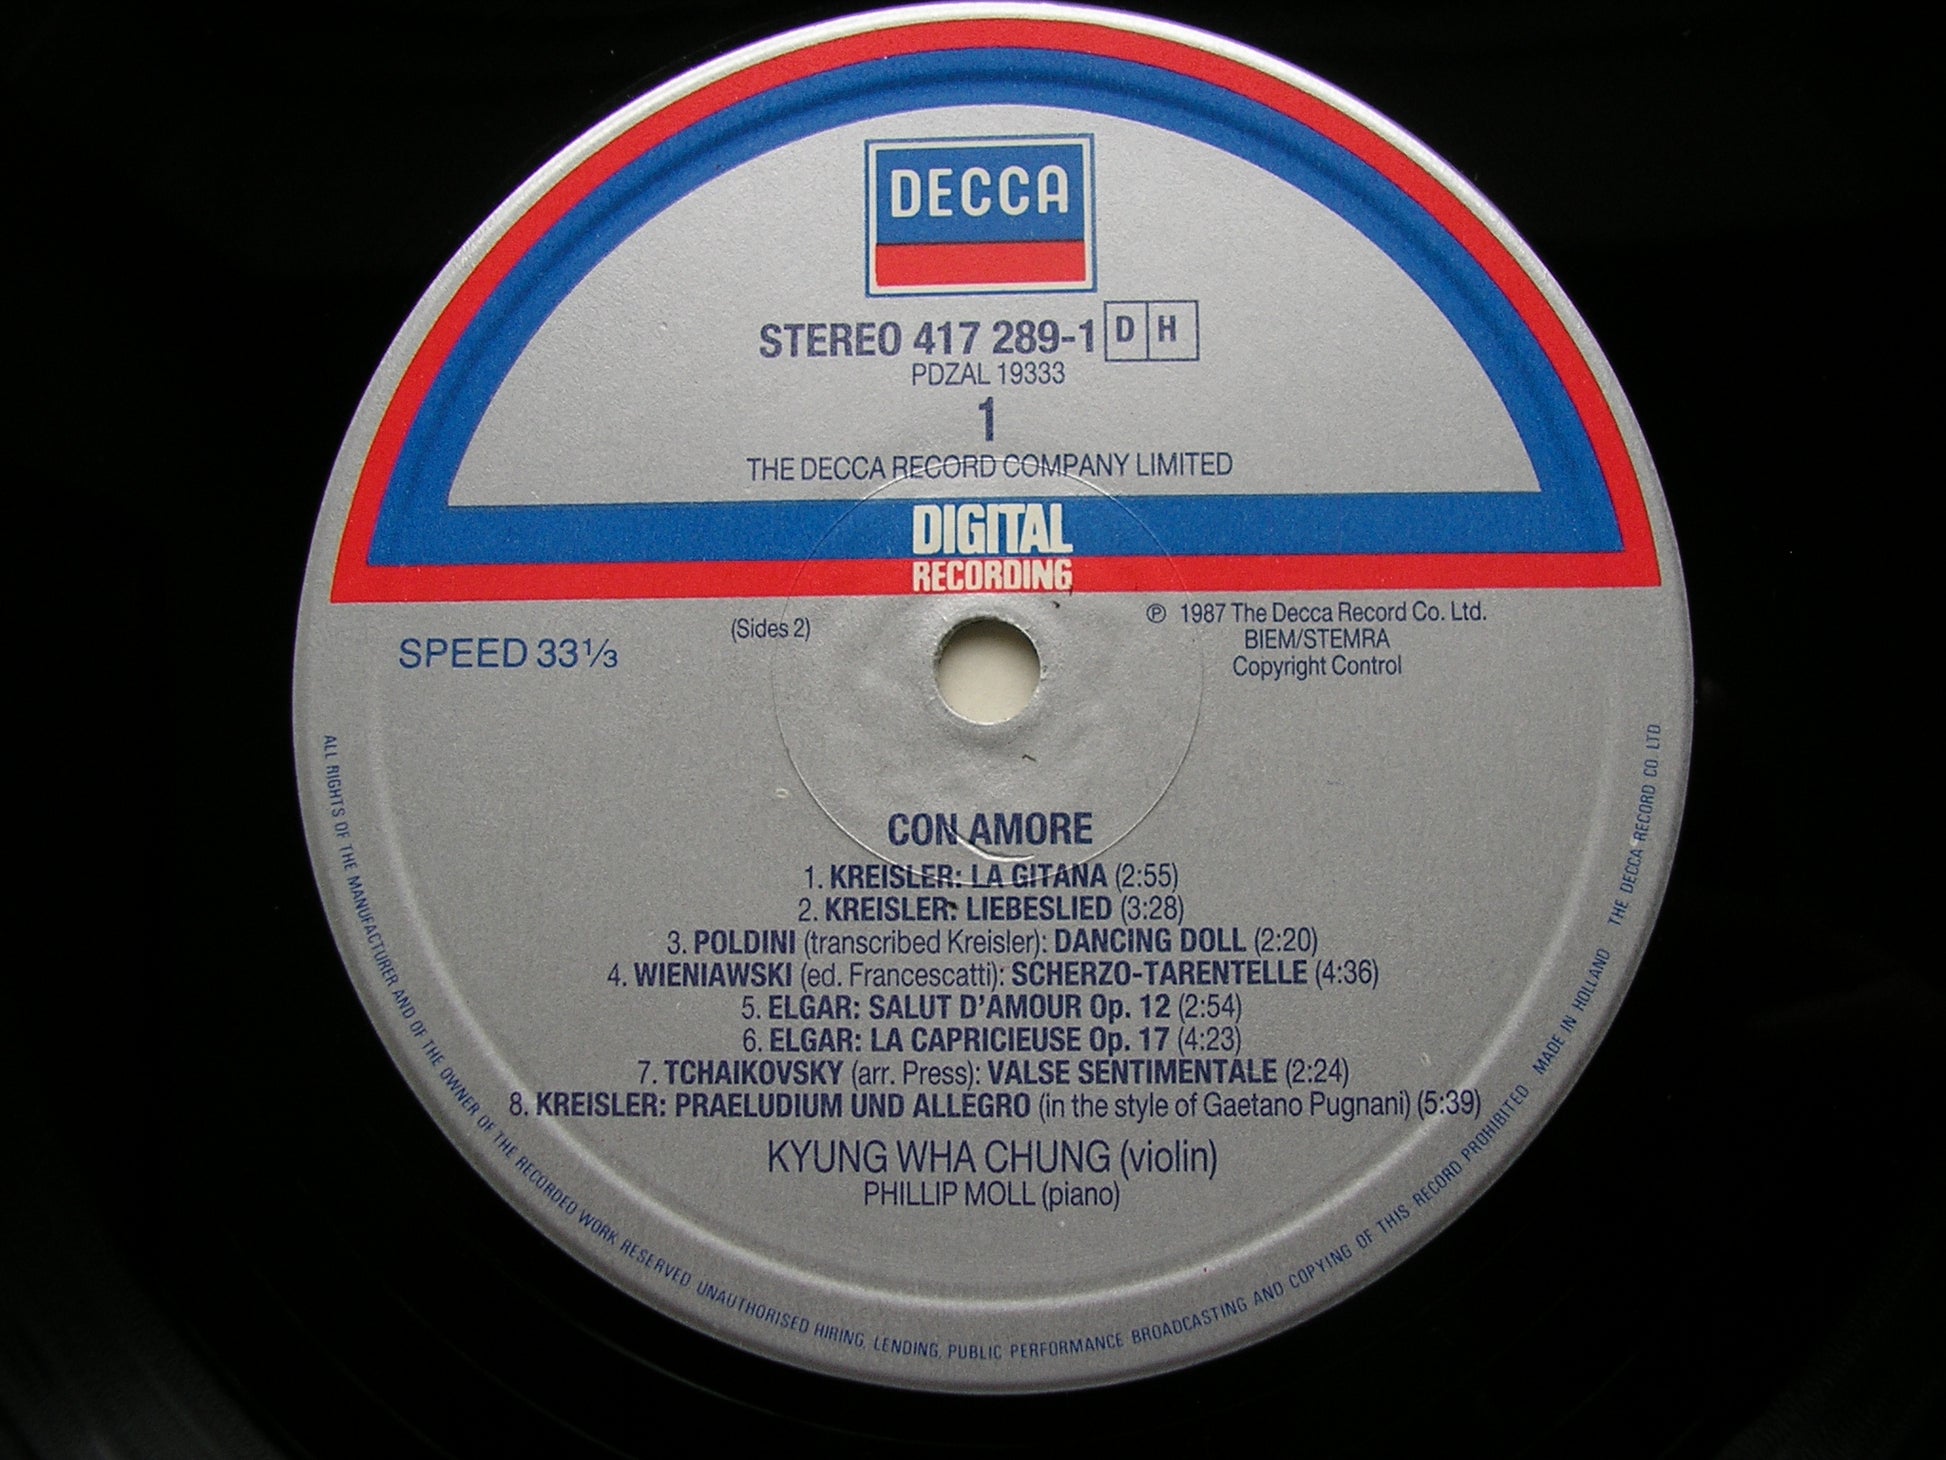 DECCA
STEREO 417 289-1 D H
PDZAL 19333
1
THE DECCA RECORD COMPANY LIMITED
DIGITAL
RECORDING
SPEED 33⅓
(Sides 2)
℗ 1987 The Decca Record Co. Ltd.
BIEM/STEMRA
Copyright Control
CON AMORE
1. KREISLER: LA GITANA (2:55)
2. KREISLER: LIEBESLIED (3:28)
3. POLDINI (transcribed Kreisler): DANCING DOLL (2:20)
4. WIENIAWSKI (ed. Francescatti): SCHERZO-TARENTELLE (4:36)
5. ELGAR: SALUT D'AMOUR Op. 12 (2:54)
6. ELGAR: LA CAPRICIEUSE Op. 17 (4:23)
7. TCHAIKOVSKY (arr. Press): VALSE SENTIMENTALE (2:24)
8. KREISLER: PRAELUDIUM UND ALLEGRO (in the style of Gaetano Pugnani) (5:39)
KYUNG WHA CHUNG (violin)
PHILLIP MOLL (piano)
ALL RIGHTS OF THE MANUFACTURER AND OF THE OWNER OF THE RECORDED WORK RESERVED UNAUTHORISED HIRING, LENDING, PUBLIC PERFORMANCE BROADCASTING AND COPYING OF THIS RECORD PROHIBITED MADE IN HOLLAND THE DECCA RECORD CO. LTD